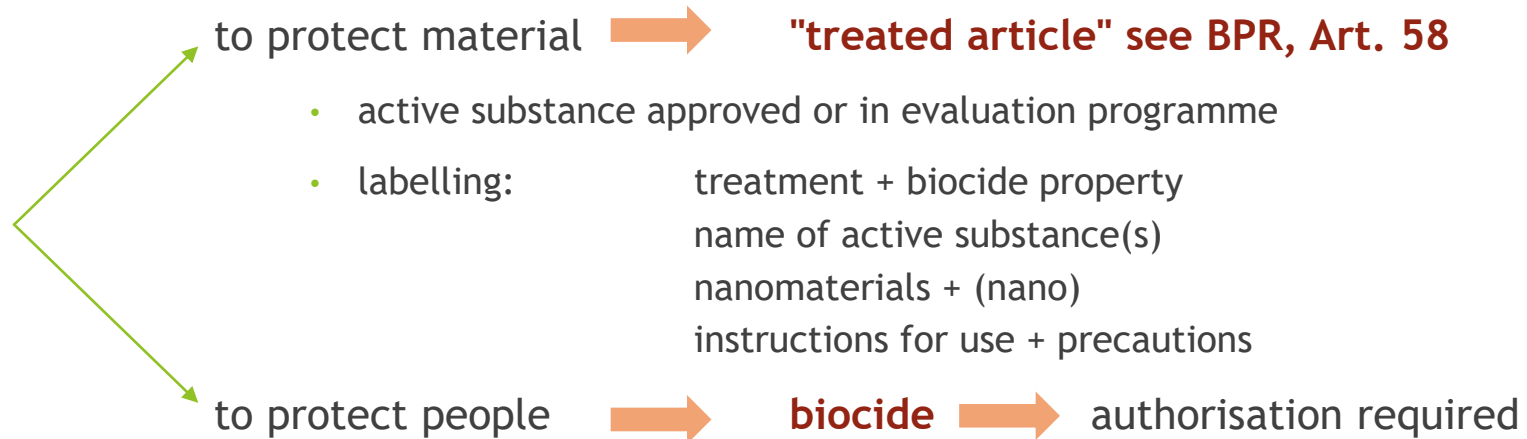 to protect material "treated article" see BPR, Art. 58
• active substance approved or in evaluation programme
• labelling: treatment + biocide property
name of active substance(s)
nanomaterials + (nano)
instructions for use + precautions
to protect people biocide authorisation required